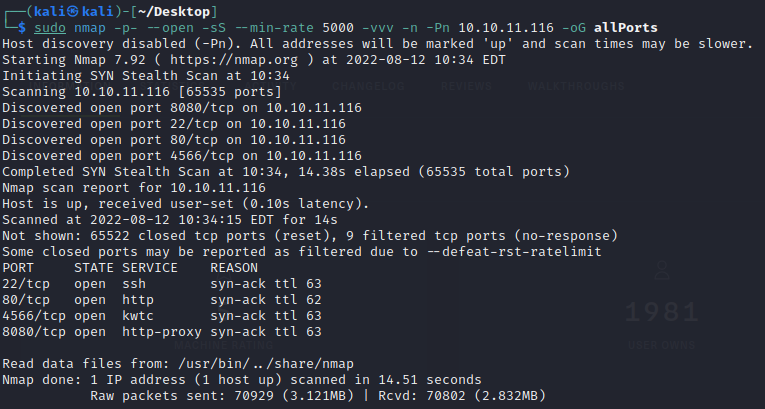 ┌──(kali㉿kali)-[~/Desktop]
└─$ sudo nmap -p- --open -sS --min-rate 5000 -vvv -n -Pn 10.10.11.116 -oG allPorts
Host discovery disabled (-Pn). All addresses will be marked 'up' and scan times may be slower.
Starting Nmap 7.92 ( https://nmap.org ) at 2022-08-12 10:34 EDT
Initiating SYN Stealth Scan at 10:34
CHANGELOG REVIEWS WALKTHROUGHS
Scanning 10.10.11.116 [65535 ports]
Discovered open port 8080/tcp on 10.10.11.116
Discovered open port 22/tcp on 10.10.11.116
Discovered open port 80/tcp on 10.10.11.116
Discovered open port 4566/tcp on 10.10.11.116
Completed SYN Stealth Scan at 10:34, 14.38s elapsed (65535 total ports)
Nmap scan report for 10.10.11.116
Host is up, received user-set (0.10s latency).
Scanned at 2022-08-12 10:34:15 EDT for 14s
Not shown: 65522 closed tcp ports (reset), 9 filtered tcp ports (no-response)
Some closed ports may be reported as filtered due to --defeat-rst-ratelimit
PORT     STATE SERVICE    REASON
22/tcp   open  ssh        syn-ack ttl 63
80/tcp   open  http       syn-ack ttl 62
4566/tcp open  kwtc       syn-ack ttl 63
8080/tcp open  http-proxy syn-ack ttl 63
1981
MACHINE RATING
USER OWNS
Read data files from: /usr/bin/../share/nmap
Nmap done: 1 IP address (1 host up) scanned in 14.51 seconds
Raw packets sent: 70929 (3.121MB) | Rcvd: 70802 (2.832MB)